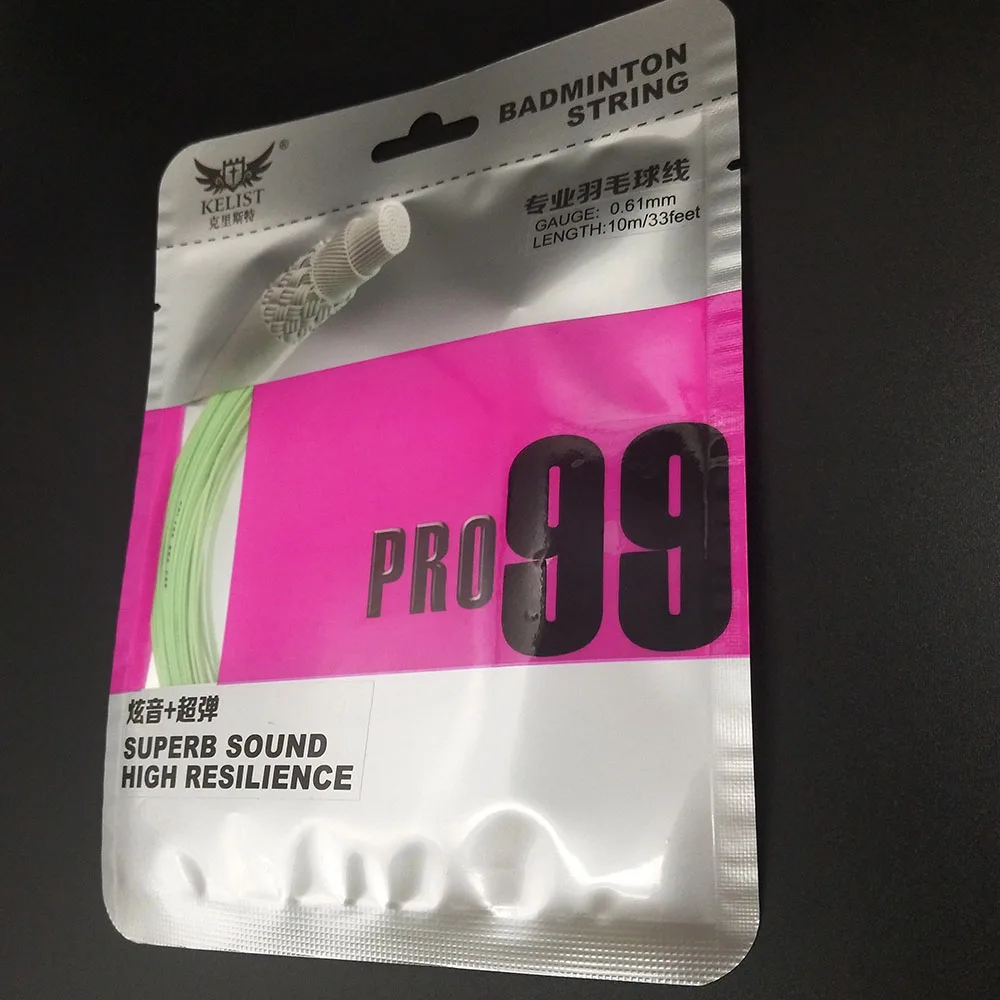 BADMINTON
STRING
®
KELIST
克里斯特
专业羽毛球线
GAUGE: 0.61mm
LENGTH:10m/33feet
PRO99
炫音+超弹
SUPERB SOUND
HIGH RESILIENCE